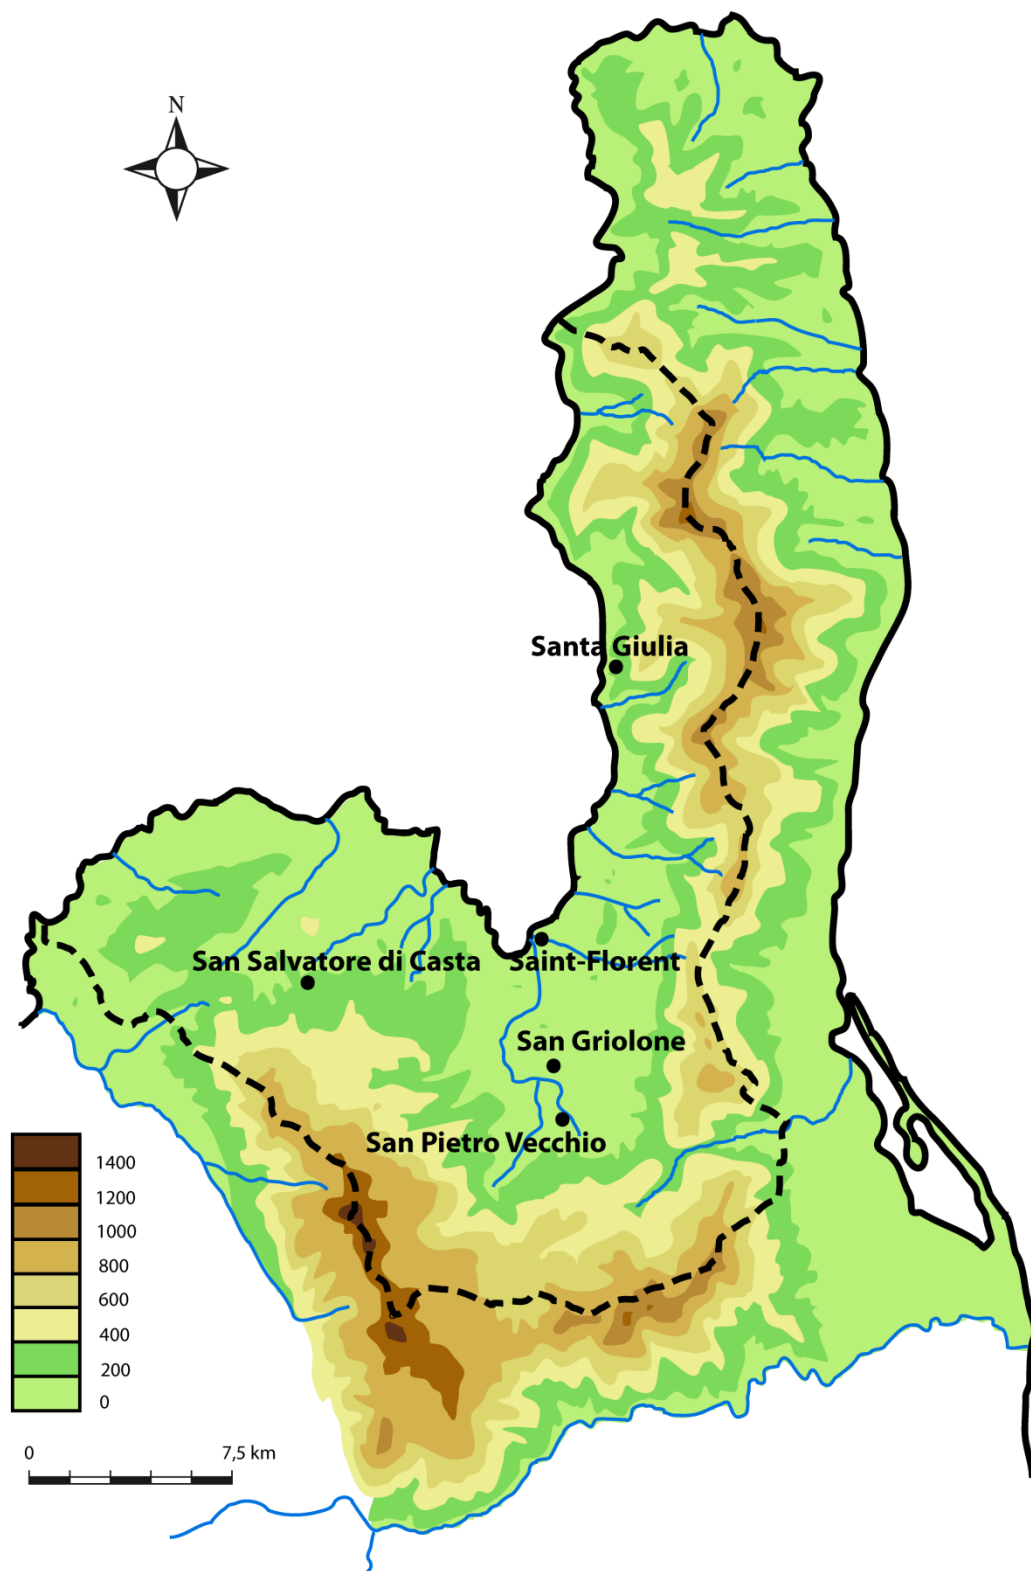 N
Santa Giulia
San Salvatore di Casta
Saint-Florent
San Griolone
San Pietro Vecchio
1400
1200
1000
800
600
400
200
0
0 7,5 km